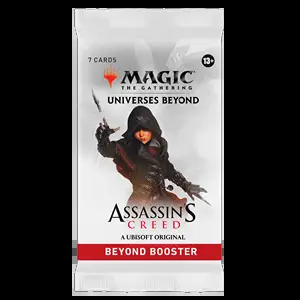 7 CARDS
13+
MAGIC
THE GATHERING
UNIVERSES BEYOND
ASSASSIN'S
CREED
A UBISOFT ORIGINAL
BEYOND BOOSTER